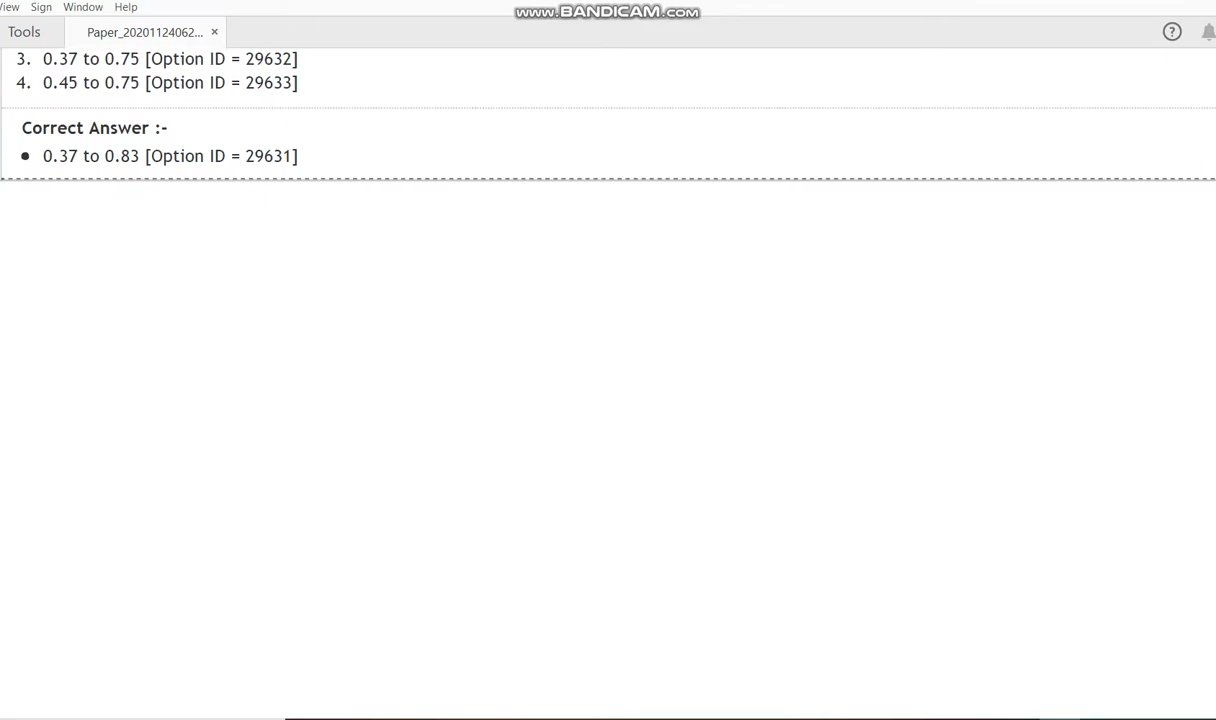 View Sign Window Help
www.BANDICAM.com
Tools Paper_20201124062... ×
3. 0.37 to 0.75 [Option ID = 29632]
4. 0.45 to 0.75 [Option ID = 29633]
Correct Answer :-
• 0.37 to 0.83 [Option ID = 29631]